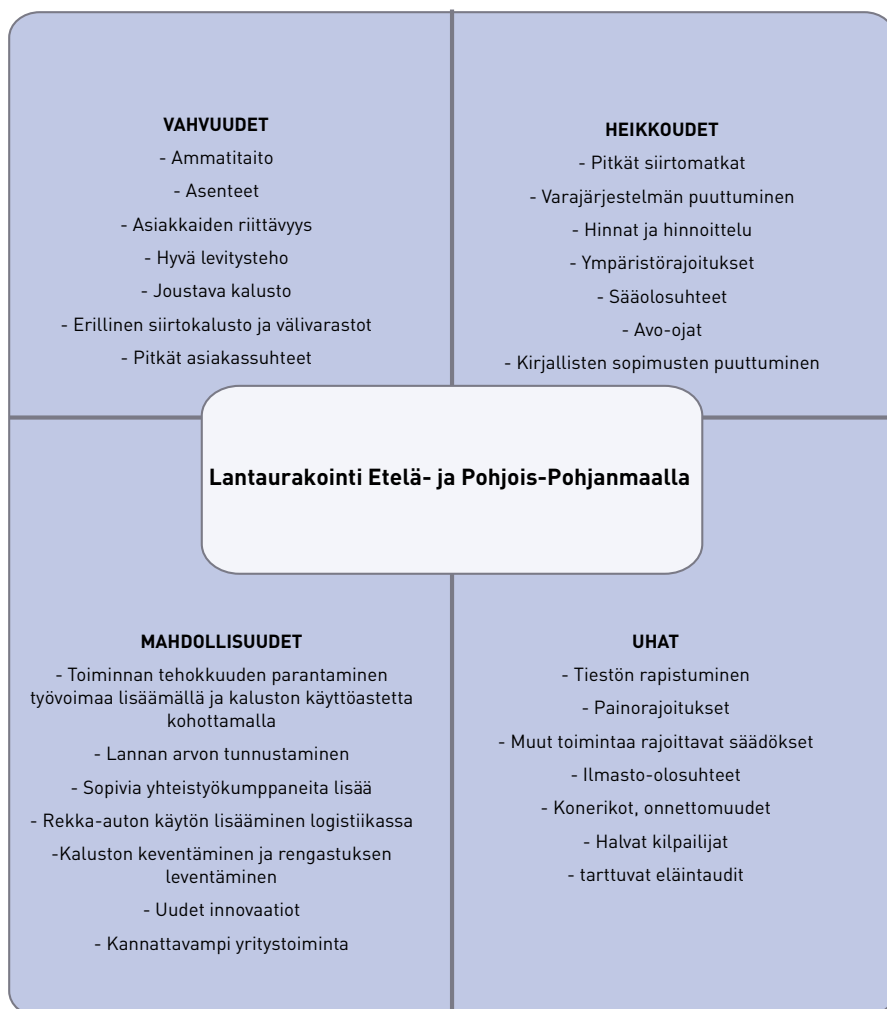 VAHVUUDET
- Ammatitaito
- Asenteet
- Asiakkaiden riittävyys
- Hyvä levitysteho
- Joustava kalusto
- Erillinen siirtokalusto ja välivarastot
- Pitkät asiakassuhteet
HEIKKOUDET
- Pitkät siirtomatkat
- Varajärjestelmän puuttuminen
- Hinnat ja hinnoittelu
- Ympäristörajoitukset
- Sääolosuhteet
- Avo-ojat
- Kirjallisten sopimusten puuttuminen
Lantaurakointi Etelä- ja Pohjois-Pohjanmaalla
MAHDOLLISUUDET
- Toiminnan tehokkuuden parantaminen
työvoimaa lisäämällä ja kaluston käyttöastetta
kohottamalla
- Lannan arvon tunnustaminen
- Sopivia yhteistyökumppaneita lisää
- Rekka-auton käytön lisääminen logistiikassa
-Kaluston keventäminen ja rengastuksen
leventäminen
- Uudet innovaatiot
- Kannattavampi yritystoiminta
UHAT
- Tiestön rapistuminen
- Painorajoitukset
- Muut toimintaa rajoittavat säädökset
- Ilmasto-olosuhteet
- Konerikot, onnettomuudet
- Halvat kilpailijat
- tarttuvat eläintaudit